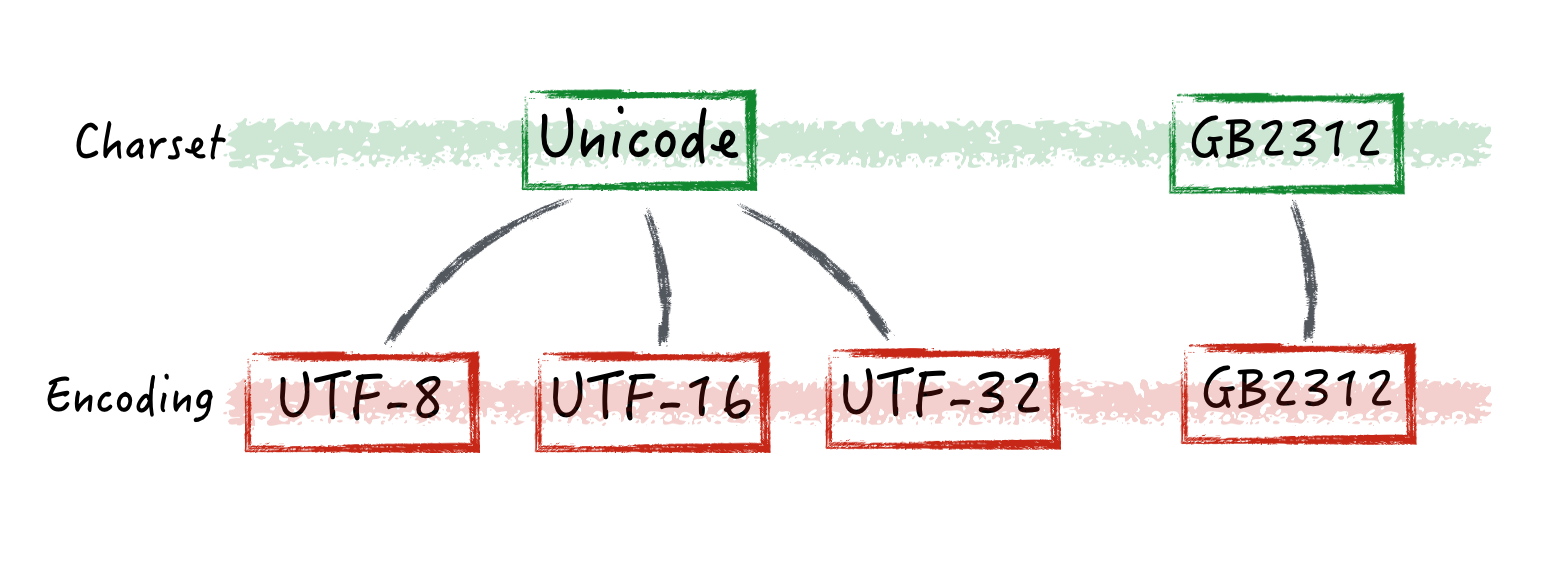 Charset Unicode GB2312
Encoding UTF-8 UTF-16 UTF-32 GB2312